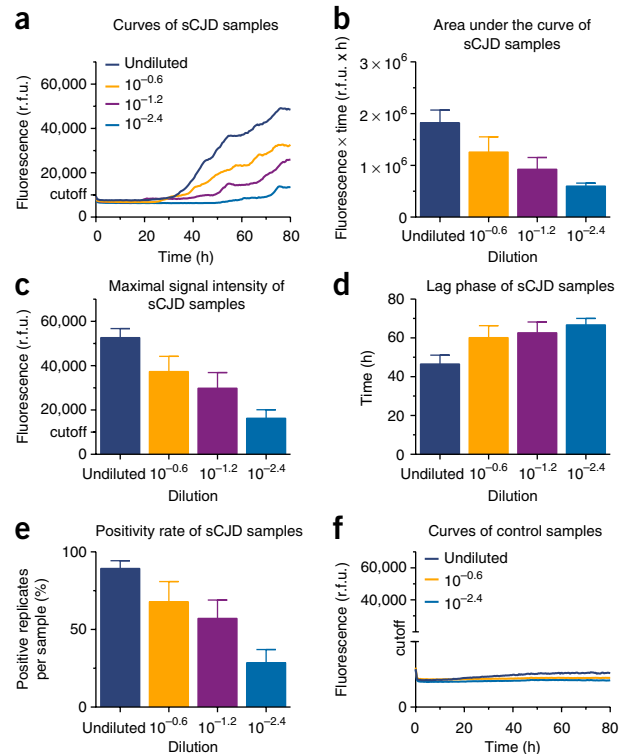 a
Curves of sCJD samples
Fluorescence (r.f.u.)
60,000
40,000
20,000
cutoff
0
Undiluted
10⁻⁰·⁶
10⁻¹·²
10⁻²·⁴
0 20 40 60 80
Time (h)
b
Area under the curve of
sCJD samples
Fluorescence × time (r.f.u. x h)
3 × 10⁶
2 × 10⁶
1 × 10⁶
0
Undiluted 10⁻⁰·⁶ 10⁻¹·² 10⁻²·⁴
Dilution
c
Maximal signal intensity of
sCJD samples
Fluorescence (r.f.u.)
60,000
40,000
20,000
cutoff
0
Undiluted 10⁻⁰·⁶ 10⁻¹·² 10⁻²·⁴
Dilution
d
Lag phase of sCJD samples
Time (h)
80
60
40
20
0
Undiluted 10⁻⁰·⁶ 10⁻¹·² 10⁻²·⁴
Dilution
e
Positivity rate of sCJD samples
Positive replicates
per sample (%)
100
50
0
Undiluted 10⁻⁰·⁶ 10⁻¹·² 10⁻²·⁴
Dilution
f
Curves of control samples
Fluorescence (r.f.u.)
60,000
40,000
cutoff
0
Undiluted
10⁻⁰·⁶
10⁻²·⁴
0 20 40 60 80
Time (h)